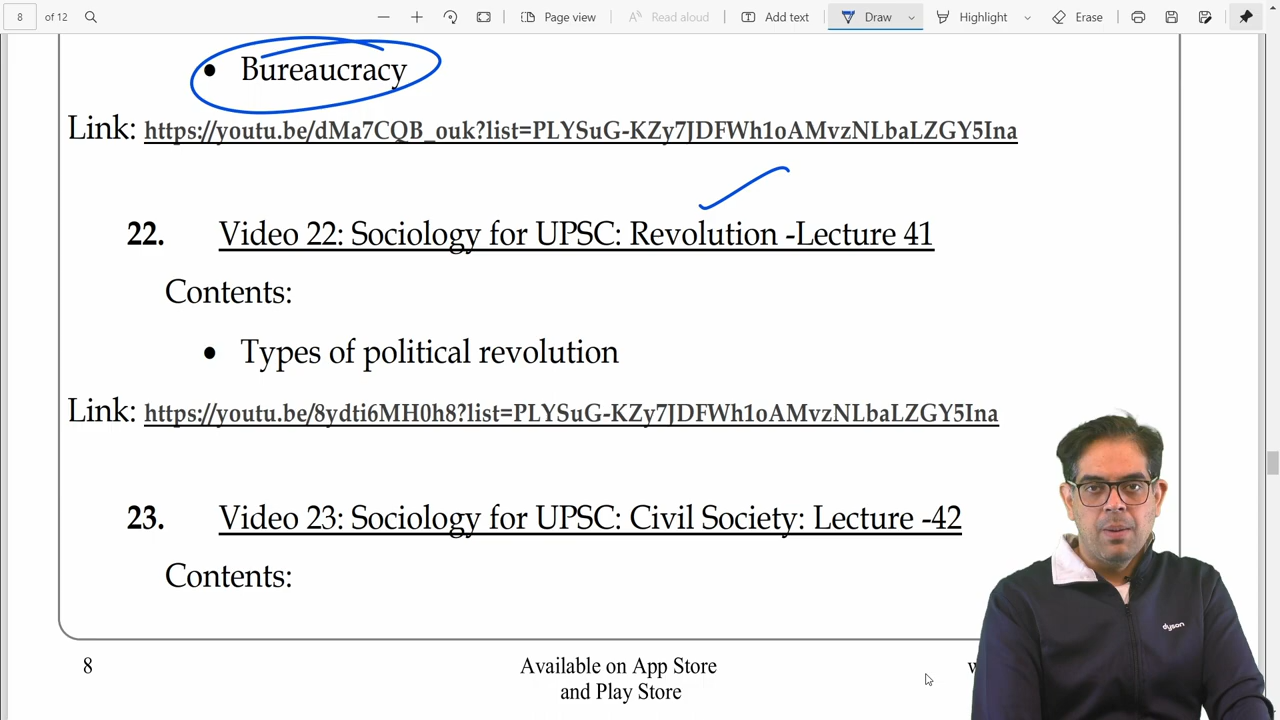 8 of 12 Page view Read aloud Add text Draw Highlight Erase
• Bureaucracy
Link: https://youtu.be/dMa7CQB_ouk?list=PLYSuG-KZy7JDFWh1oAMvzNLbaLZGY5Ina
22. Video 22: Sociology for UPSC: Revolution -Lecture 41
Contents:
• Types of political revolution
Link: https://youtu.be/8ydti6MH0h8?list=PLYSuG-KZy7JDFWh1oAMvzNLbaLZGY5Ina
23. Video 23: Sociology for UPSC: Civil Society: Lecture -42
Contents:
dyson
8 Available on App Store
and Play Store